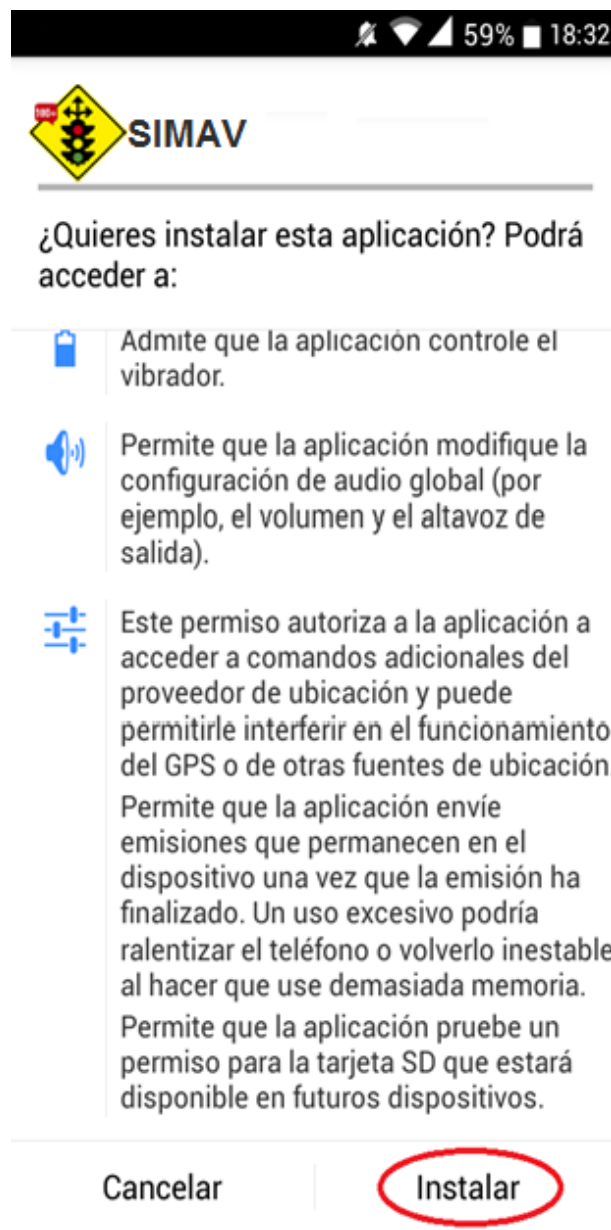 59% 18:32
SIMAV
¿Quieres instalar esta aplicación? Podrá
acceder a:
Admite que la aplicación controle el
vibrador.
Permite que la aplicación modifique la
configuración de audio global (por
ejemplo, el volumen y el altavoz de
salida).
Este permiso autoriza a la aplicación a
acceder a comandos adicionales del
proveedor de ubicación y puede
permitirle interferir en el funcionamiento
del GPS o de otras fuentes de ubicación
Permite que la aplicación envíe
emisiones que permanecen en el
dispositivo una vez que la emisión ha
finalizado. Un uso excesivo podría
ralentizar el teléfono o volverlo inestable
al hacer que use demasiada memoria.
Permite que la aplicación pruebe un
permiso para la tarjeta SD que estará
disponible en futuros dispositivos.
Cancelar Instalar